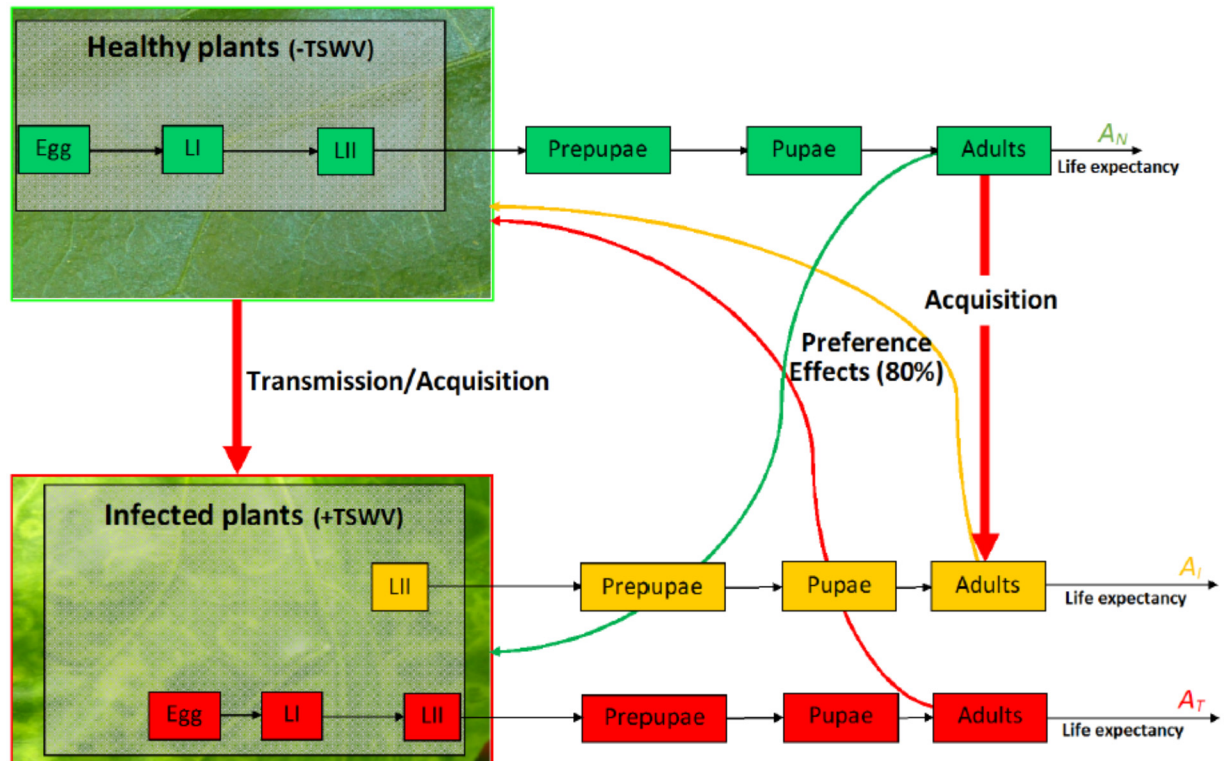 Healthy plants (-TSWV)
Egg
LI
LII
Prepupae
Pupae
Adults
A_N
Life expectancy
Acquisition
Preference
Effects (80%)
Transmission/Acquisition
Infected plants (+TSWV)
LII
Prepupae
Pupae
Adults
A_I
Life expectancy
Egg
LI
LII
Prepupae
Pupae
Adults
A_T
Life expectancy